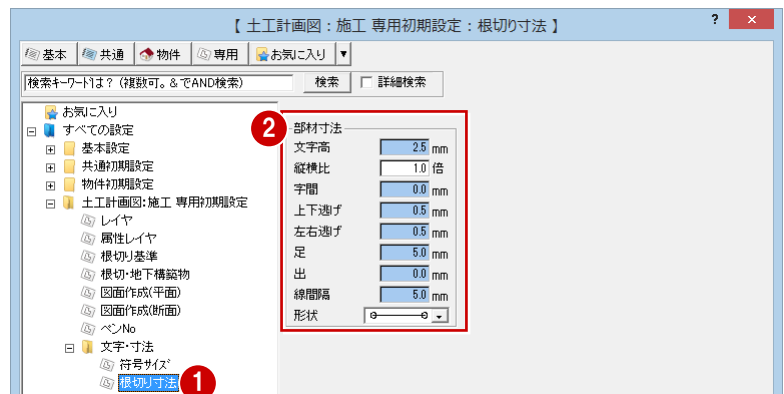 【 土工計画図：施工 専用初期設定：根切り寸法 】 ? ×
基本 共通 物件 専用 お気に入り ▼
検索キーワードは？ (複数可。& でAND検索) 検索 詳細検索
お気に入り
すべての設定
基本設定
共通初期設定
物件初期設定
土工計画図:施工 専用初期設定
レイヤ
属性レイヤ
根切り基準
根切・地下構築物
図面作成(平面)
図面作成(断面)
ペンNo
文字・寸法
符号サイズ
根切り寸法 1
2 部材寸法
文字高 2.5 mm
縦横比 1.0 倍
字間 0.0 mm
上下逃げ 0.5 mm
左右逃げ 0.5 mm
足 5.0 mm
出 0.0 mm
線間隔 5.0 mm
形状